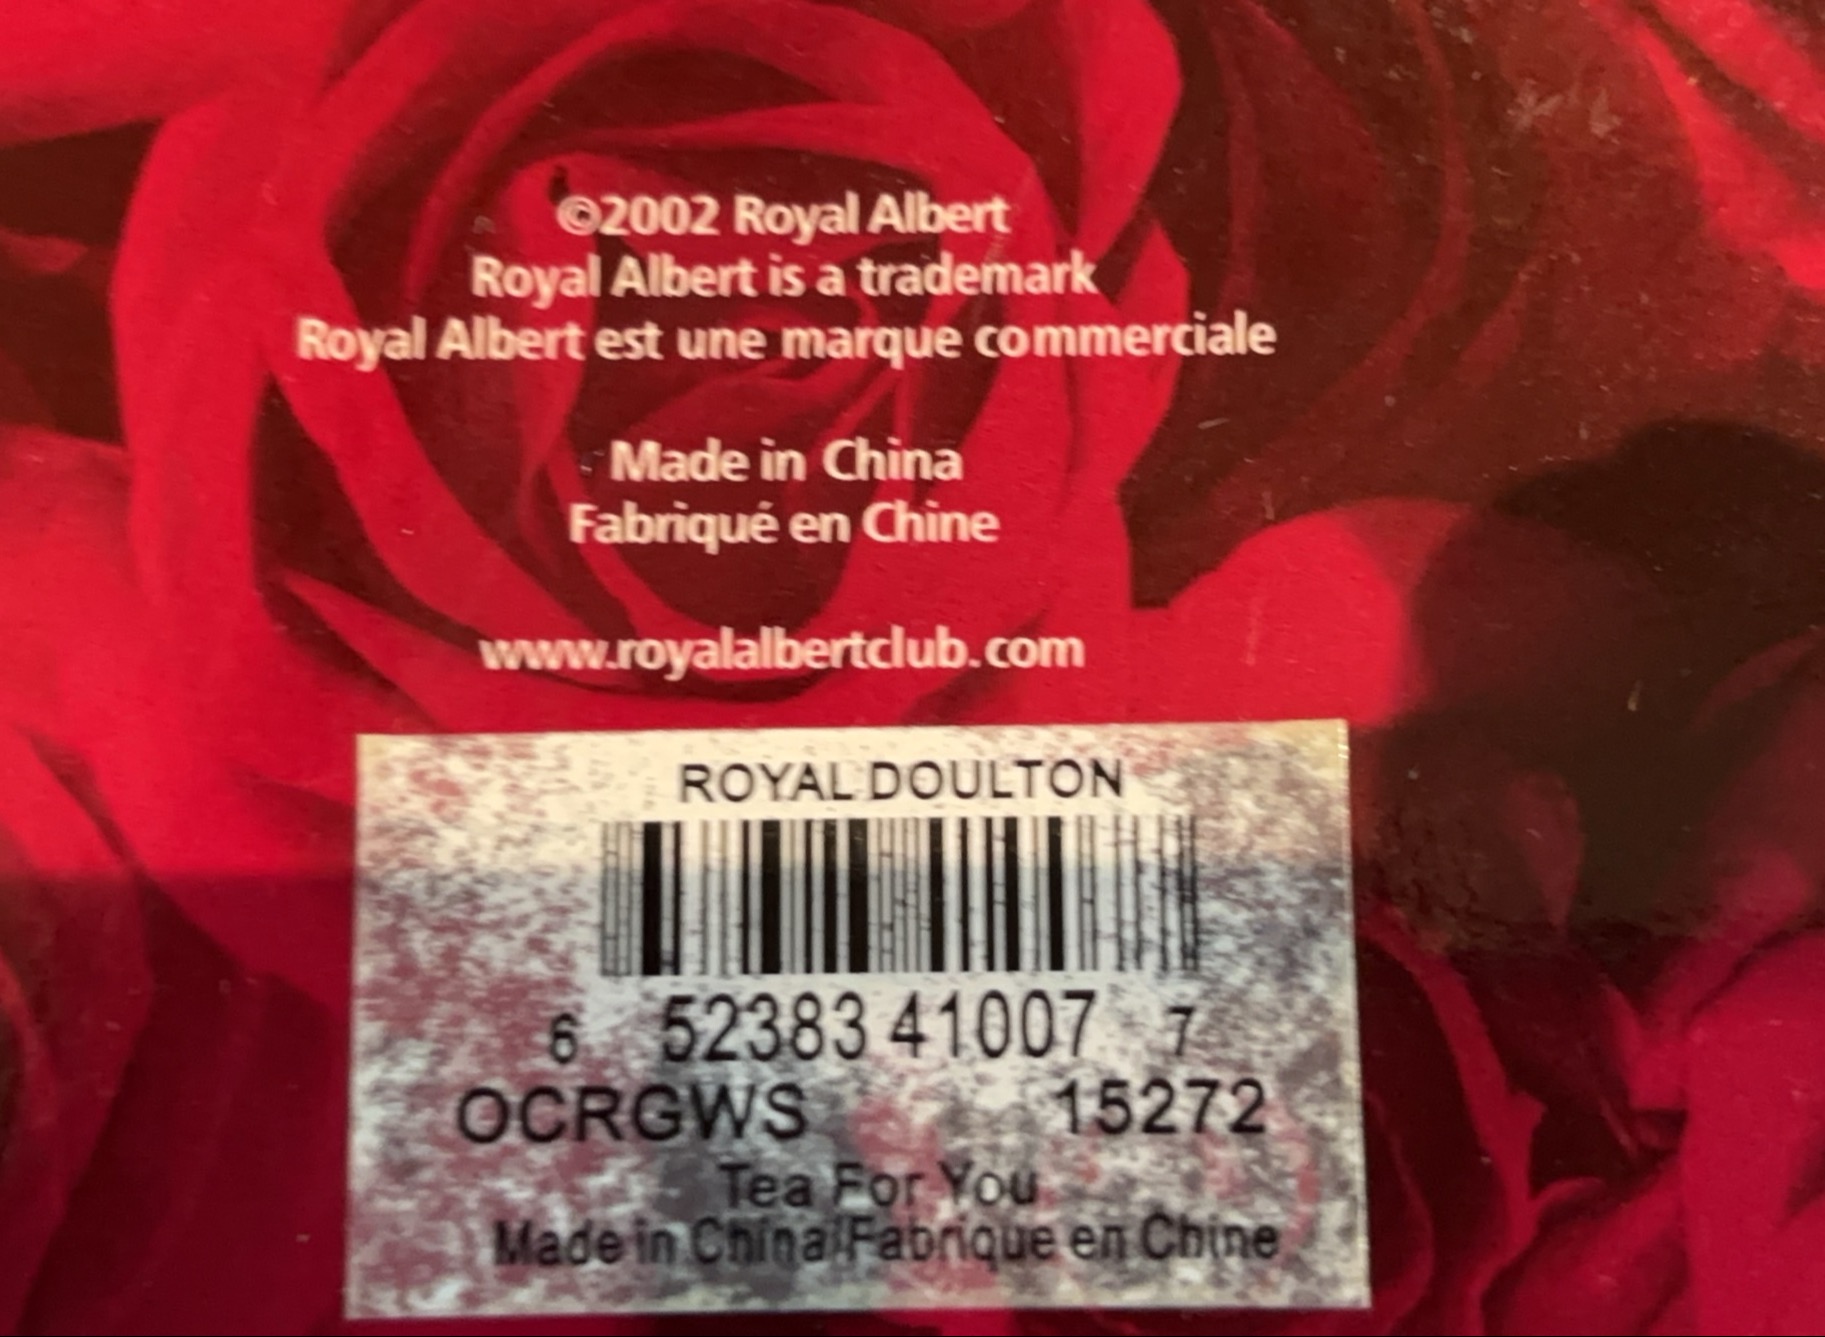 ©2002 Royal Albert
Royal Albert is a trademark
Royal Albert est une marque commerciale
Made in China
Fabriqué en Chine
www.royalalbertclub.com
ROYAL DOULTON
6 52383 41007 7
OCRGWS 15272
Tea For You
Made in China/Fabrique en Chine